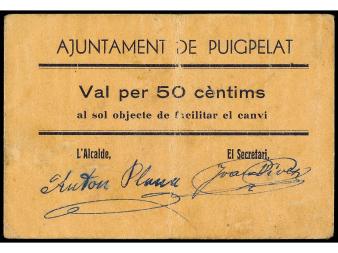 AJUNTAMENT DE PUIGPELAT
Val per 50 cèntims
al sol objecte de facilitar el canvi
L'Alcalde, El Secretari,
Anton Plana